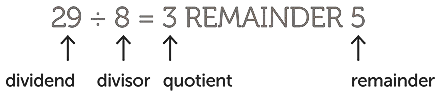 29 ÷ 8 = 3 REMAINDER 5
dividend divisor quotient remainder